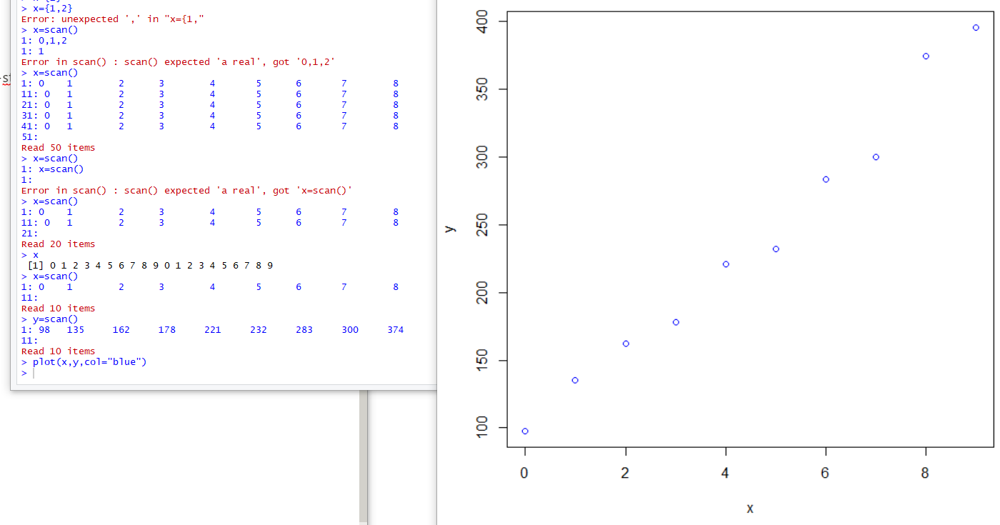 > x={1,2}
Error: unexpected ',' in "x={1,"
> x=scan()
1: 0,1,2
1: 1
Error in scan() : scan() expected 'a real', got '0,1,2'
> x=scan()
1: 0 1 2 3 4 5 6 7 8
11: 0 1 2 3 4 5 6 7 8
21: 0 1 2 3 4 5 6 7 8
31: 0 1 2 3 4 5 6 7 8
41: 0 1 2 3 4 5 6 7 8
51:
Read 50 items
> x=scan()
1: x=scan()
1:
Error in scan() : scan() expected 'a real', got 'x=scan()'
> x=scan()
1: 0 1 2 3 4 5 6 7 8
11: 0 1 2 3 4 5 6 7 8
21:
Read 20 items
> x
[1] 0 1 2 3 4 5 6 7 8 9 0 1 2 3 4 5 6 7 8 9
> x=scan()
1: 0 1 2 3 4 5 6 7 8
11:
Read 10 items
> y=scan()
1: 98 135 162 178 221 232 283 300 374
11:
Read 10 items
> plot(x,y,col="blue")
>
400
350
300
250
200
150
100
y
0 2 4 6 8
x